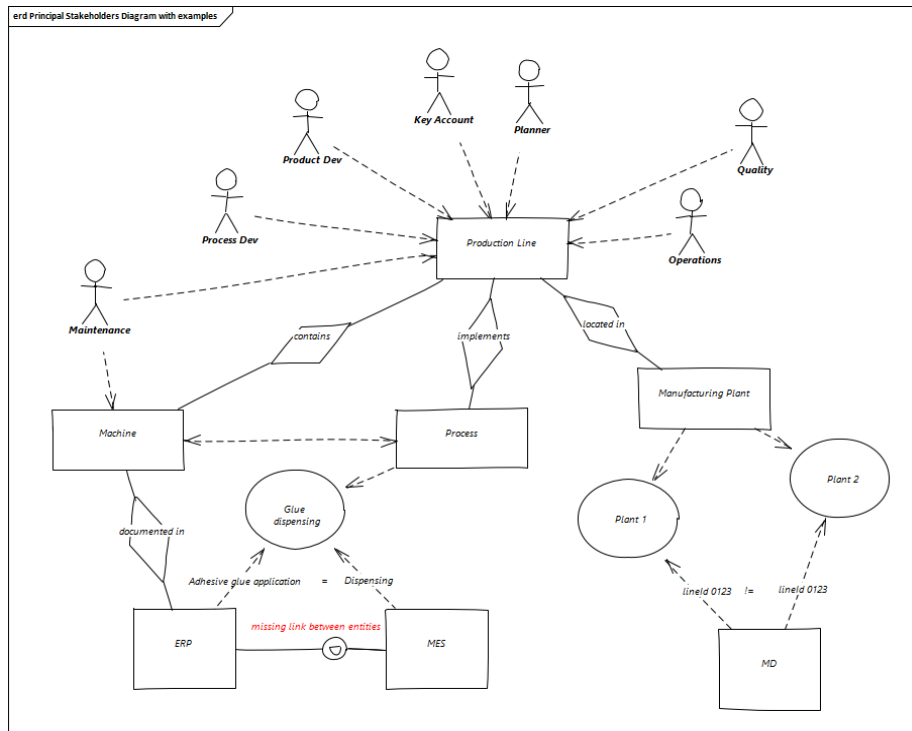 erd Principal Stakeholders Diagram with examples
Key Account
Planner
Product Dev
Quality
Process Dev
Production Line
Operations
Maintenance
contains
implements
located in
Manufacturing Plant
Machine
Process
Plant 2
Glue
dispensing
Plant 1
documented in
Adhesive glue application = Dispensing
lineId 0123 != lineId 0123
missing link between entities
ERP
MES
MD